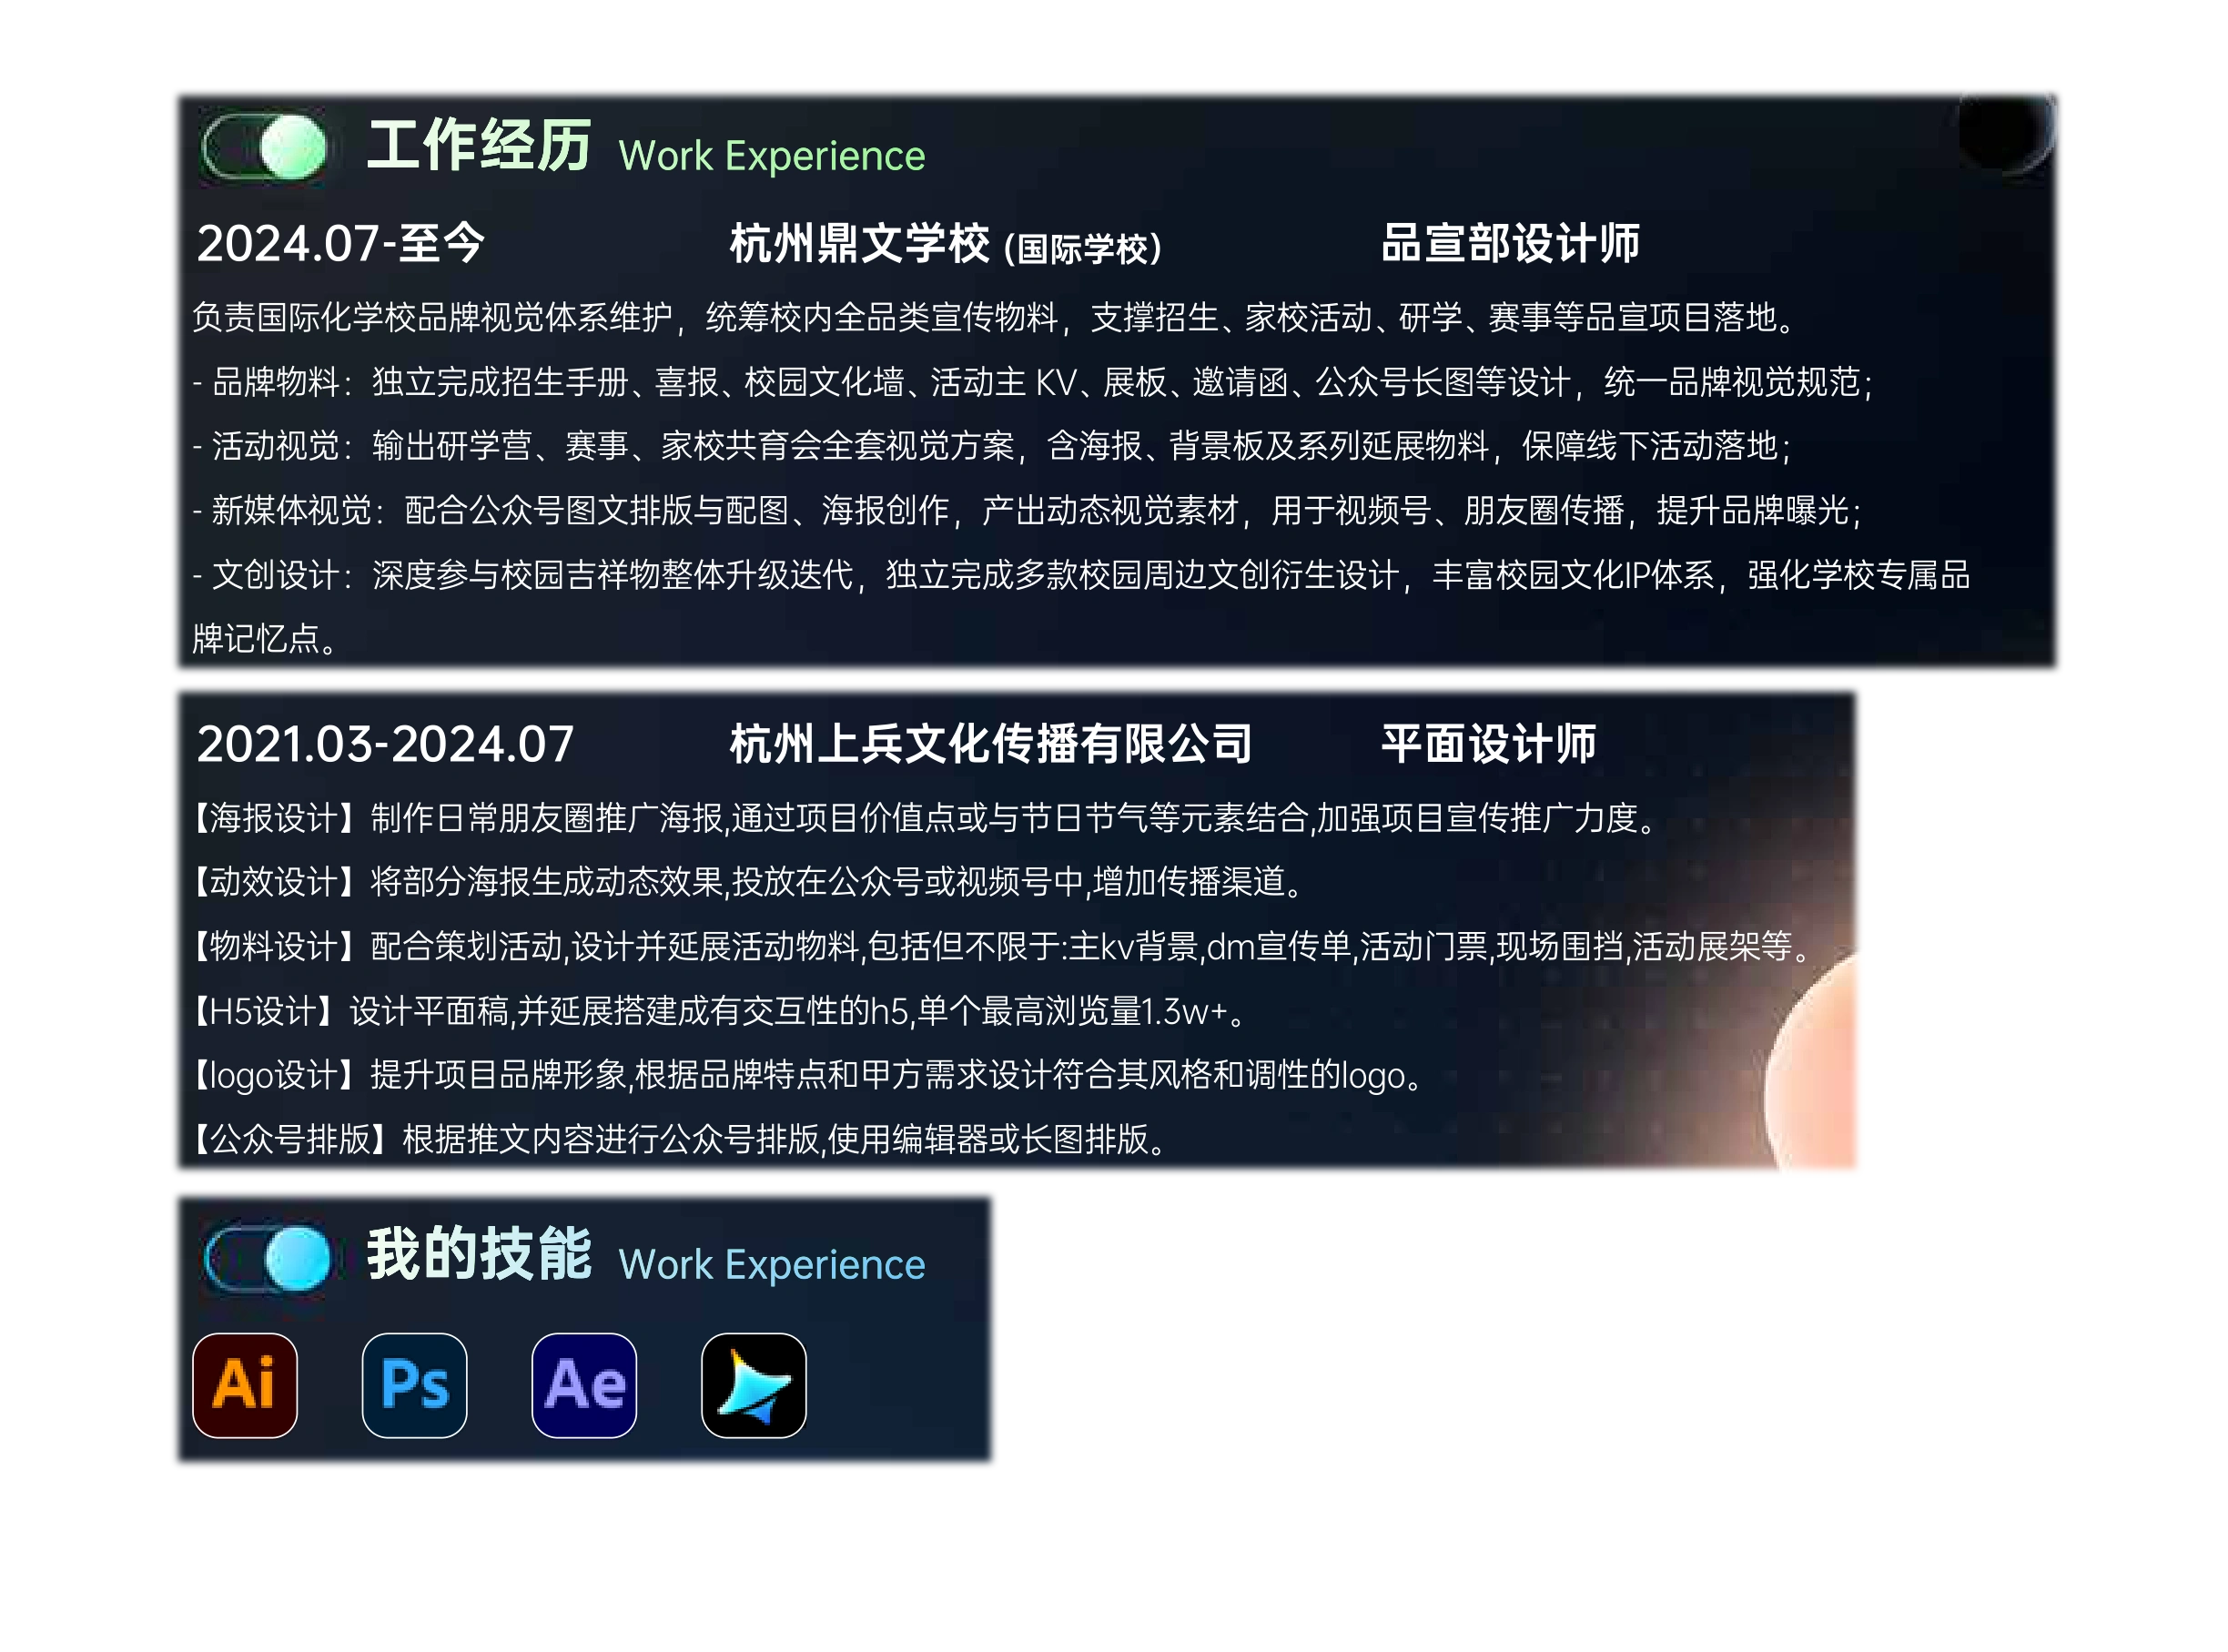 工作经历 Work Experience
2024.07-至今 杭州鼎文学校 (国际学校) 品宣部设计师
负责国际化学校品牌视觉体系维护，统筹校内全品类宣传物料，支撑招生、家校活动、研学、赛事等品宣项目落地。
- 品牌物料：独立完成招生手册、喜报、校园文化墙、活动主 KV、展板、邀请函、公众号长图等设计，统一品牌视觉规范；
- 活动视觉：输出研学营、赛事、家校共育会全套视觉方案，含海报、背景板及系列延展物料，保障线下活动落地；
- 新媒体视觉：配合公众号图文排版与配图、海报创作，产出动态视觉素材，用于视频号、朋友圈传播，提升品牌曝光；
- 文创设计：深度参与校园吉祥物整体升级迭代，独立完成多款校园周边文创衍生设计，丰富校园文化IP体系，强化学校专属品
牌记忆点。
2021.03-2024.07 杭州上兵文化传播有限公司 平面设计师
【海报设计】制作日常朋友圈推广海报,通过项目价值点或与节日节气等元素结合,加强项目宣传推广力度。
【动效设计】将部分海报生成动态效果,投放在公众号或视频号中,增加传播渠道。
【物料设计】配合策划活动,设计并延展活动物料,包括但不限于:主kv背景,dm宣传单,活动门票,现场围挡,活动展架等。
【H5设计】设计平面稿,并延展搭建成有交互性的h5,单个最高浏览量1.3w+。
【logo设计】提升项目品牌形象,根据品牌特点和甲方需求设计符合其风格和调性的logo。
【公众号排版】根据推文内容进行公众号排版,使用编辑器或长图排版。
我的技能 Work Experience
Ai Ps Ae